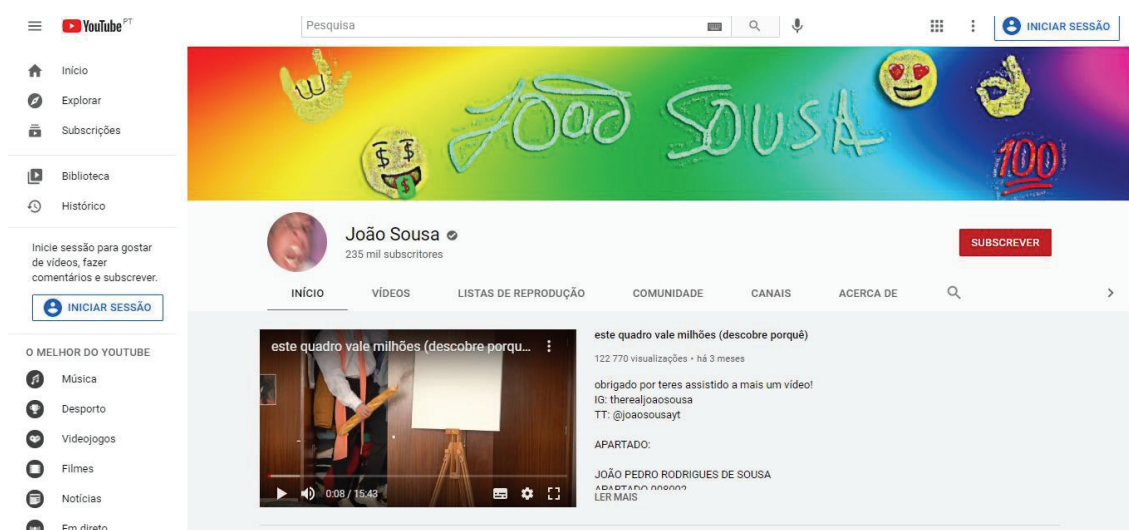 YouTube PT
Pesquisa
INICIAR SESSÃO
Início
Explorar
Subscrições
Biblioteca
Histórico
Inicie sessão para gostar
de vídeos, fazer
comentários e subscrever.
INICIAR SESSÃO
O MELHOR DO YOUTUBE
Música
Desporto
Videojogos
Filmes
Notícias
Em direto
João SOUSA
100
João Sousa
235 mil subscritores
SUBSCREVER
INÍCIO
VÍDEOS
LISTAS DE REPRODUÇÃO
COMUNIDADE
CANAIS
ACERCA DE
este quadro vale milhões (descobre porqu...
0:08 / 15:43
este quadro vale milhões (descobre porquê)
122 770 visualizações • há 3 meses
obrigado por teres assistido a mais um vídeo!
IG: therealjoaosousa
TT: @joaosousayt
APARTADO:
JOÃO PEDRO RODRIGUES DE SOUSA
APARTADO
LER MAIS